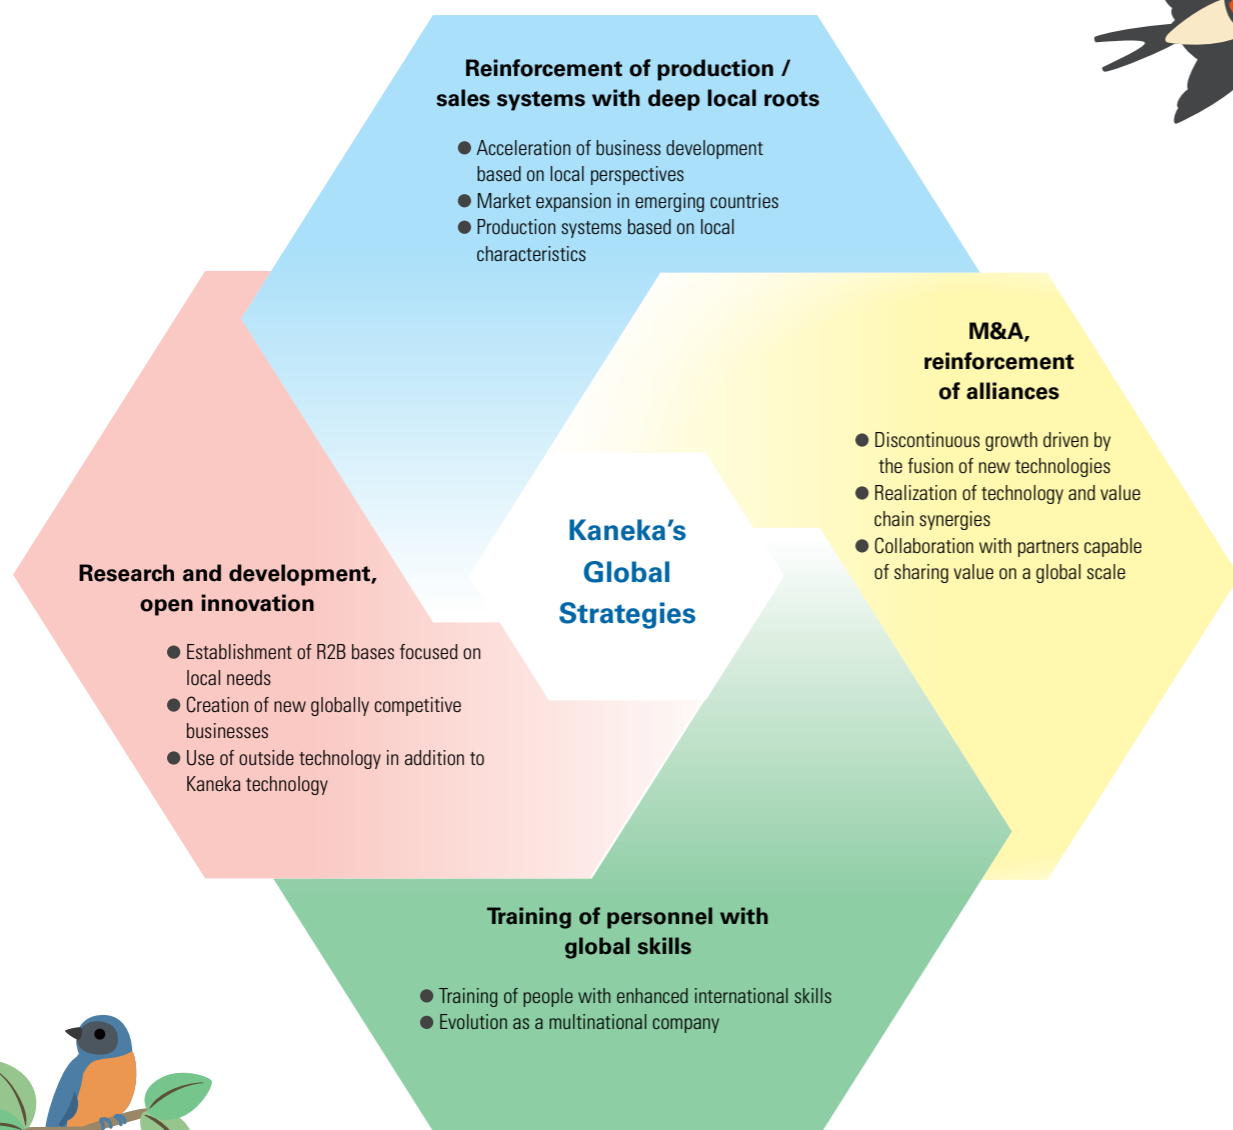 Reinforcement of production /
sales systems with deep local roots
● Acceleration of business development
based on local perspectives
● Market expansion in emerging countries
● Production systems based on local
characteristics
M&A,
reinforcement
of alliances
● Discontinuous growth driven by
the fusion of new technologies
● Realization of technology and value
chain synergies
● Collaboration with partners capable
of sharing value on a global scale
Kaneka’s
Global
Strategies
Research and development,
open innovation
● Establishment of R2B bases focused on
local needs
● Creation of new globally competitive
businesses
● Use of outside technology in addition to
Kaneka technology
Training of personnel with
global skills
● Training of people with enhanced international skills
● Evolution as a multinational company